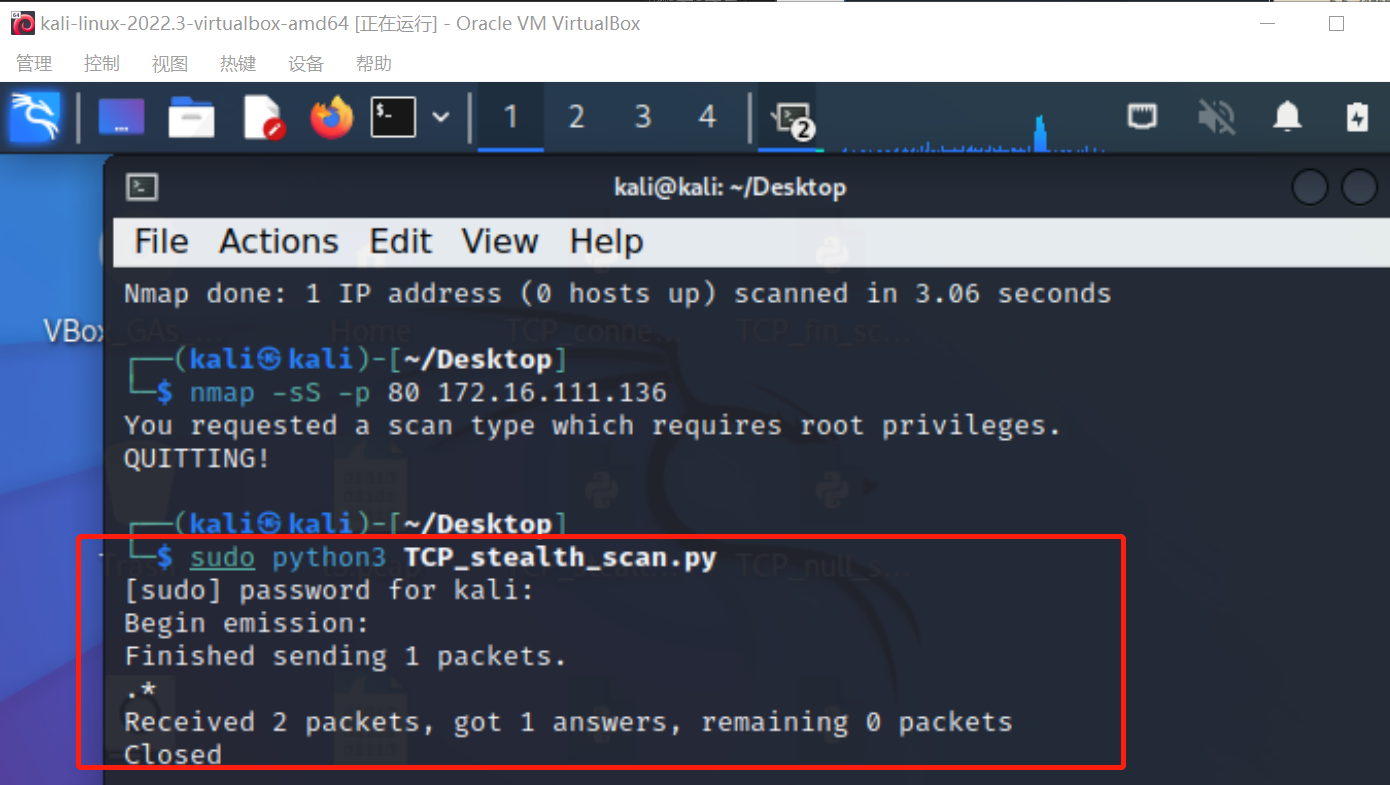 kali-linux-2022.3-virtualbox-amd64 [正在运行] - Oracle VM VirtualBox
管理 控制 视图 热键 设备 帮助
$_ 1 2 3 4 2
kali@kali: ~/Desktop
File Actions Edit View Help
Nmap done: 1 IP address (0 hosts up) scanned in 3.06 seconds
VBox_GAs_... Home TCP_conne... TCP_fin_sc...
┌──(kali㉿kali)-[~/Desktop]
└─$ nmap -sS -p 80 172.16.111.136
You requested a scan type which requires root privileges.
QUITTING!
┌──(kali㉿kali)-[~/Desktop]
└─$ sudo python3 TCP_stealth_scan.py
TCP_null_s...
[sudo] password for kali:
Begin emission:
Finished sending 1 packets.
.*
Received 2 packets, got 1 answers, remaining 0 packets
Closed